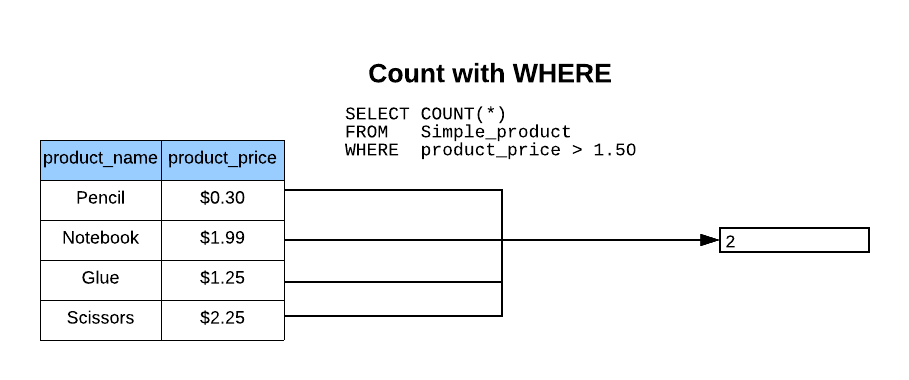 Count with WHERE
SELECT COUNT(*)
FROM   Simple_product
WHERE  product_price > 1.50
product_name product_price
Pencil $0.30
Notebook $1.99
Glue $1.25
Scissors $2.25
2